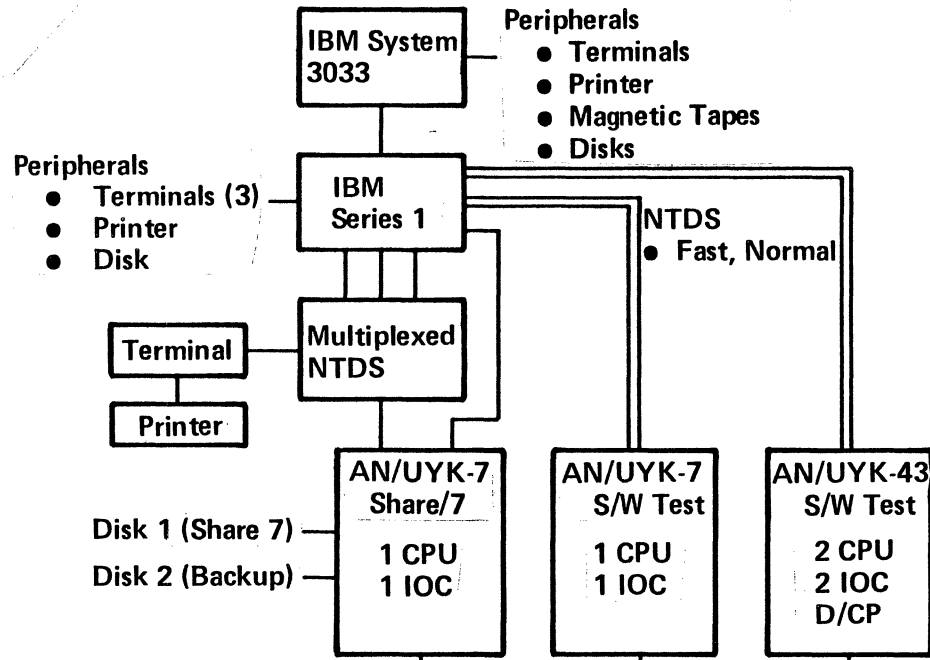 IBM System
3033
Peripherals
● Terminals
● Printer
● Magnetic Tapes
● Disks
Peripherals
● Terminals (3)
● Printer
● Disk
IBM
Series 1
NTDS
● Fast, Normal
Terminal
Printer
Multiplexed
NTDS
Disk 1 (Share 7)
Disk 2 (Backup)
AN/UYK-7
Share/7
1 CPU
1 IOC
AN/UYK-7
S/W Test
1 CPU
1 IOC
AN/UYK-43
S/W Test
2 CPU
2 IOC
D/CP